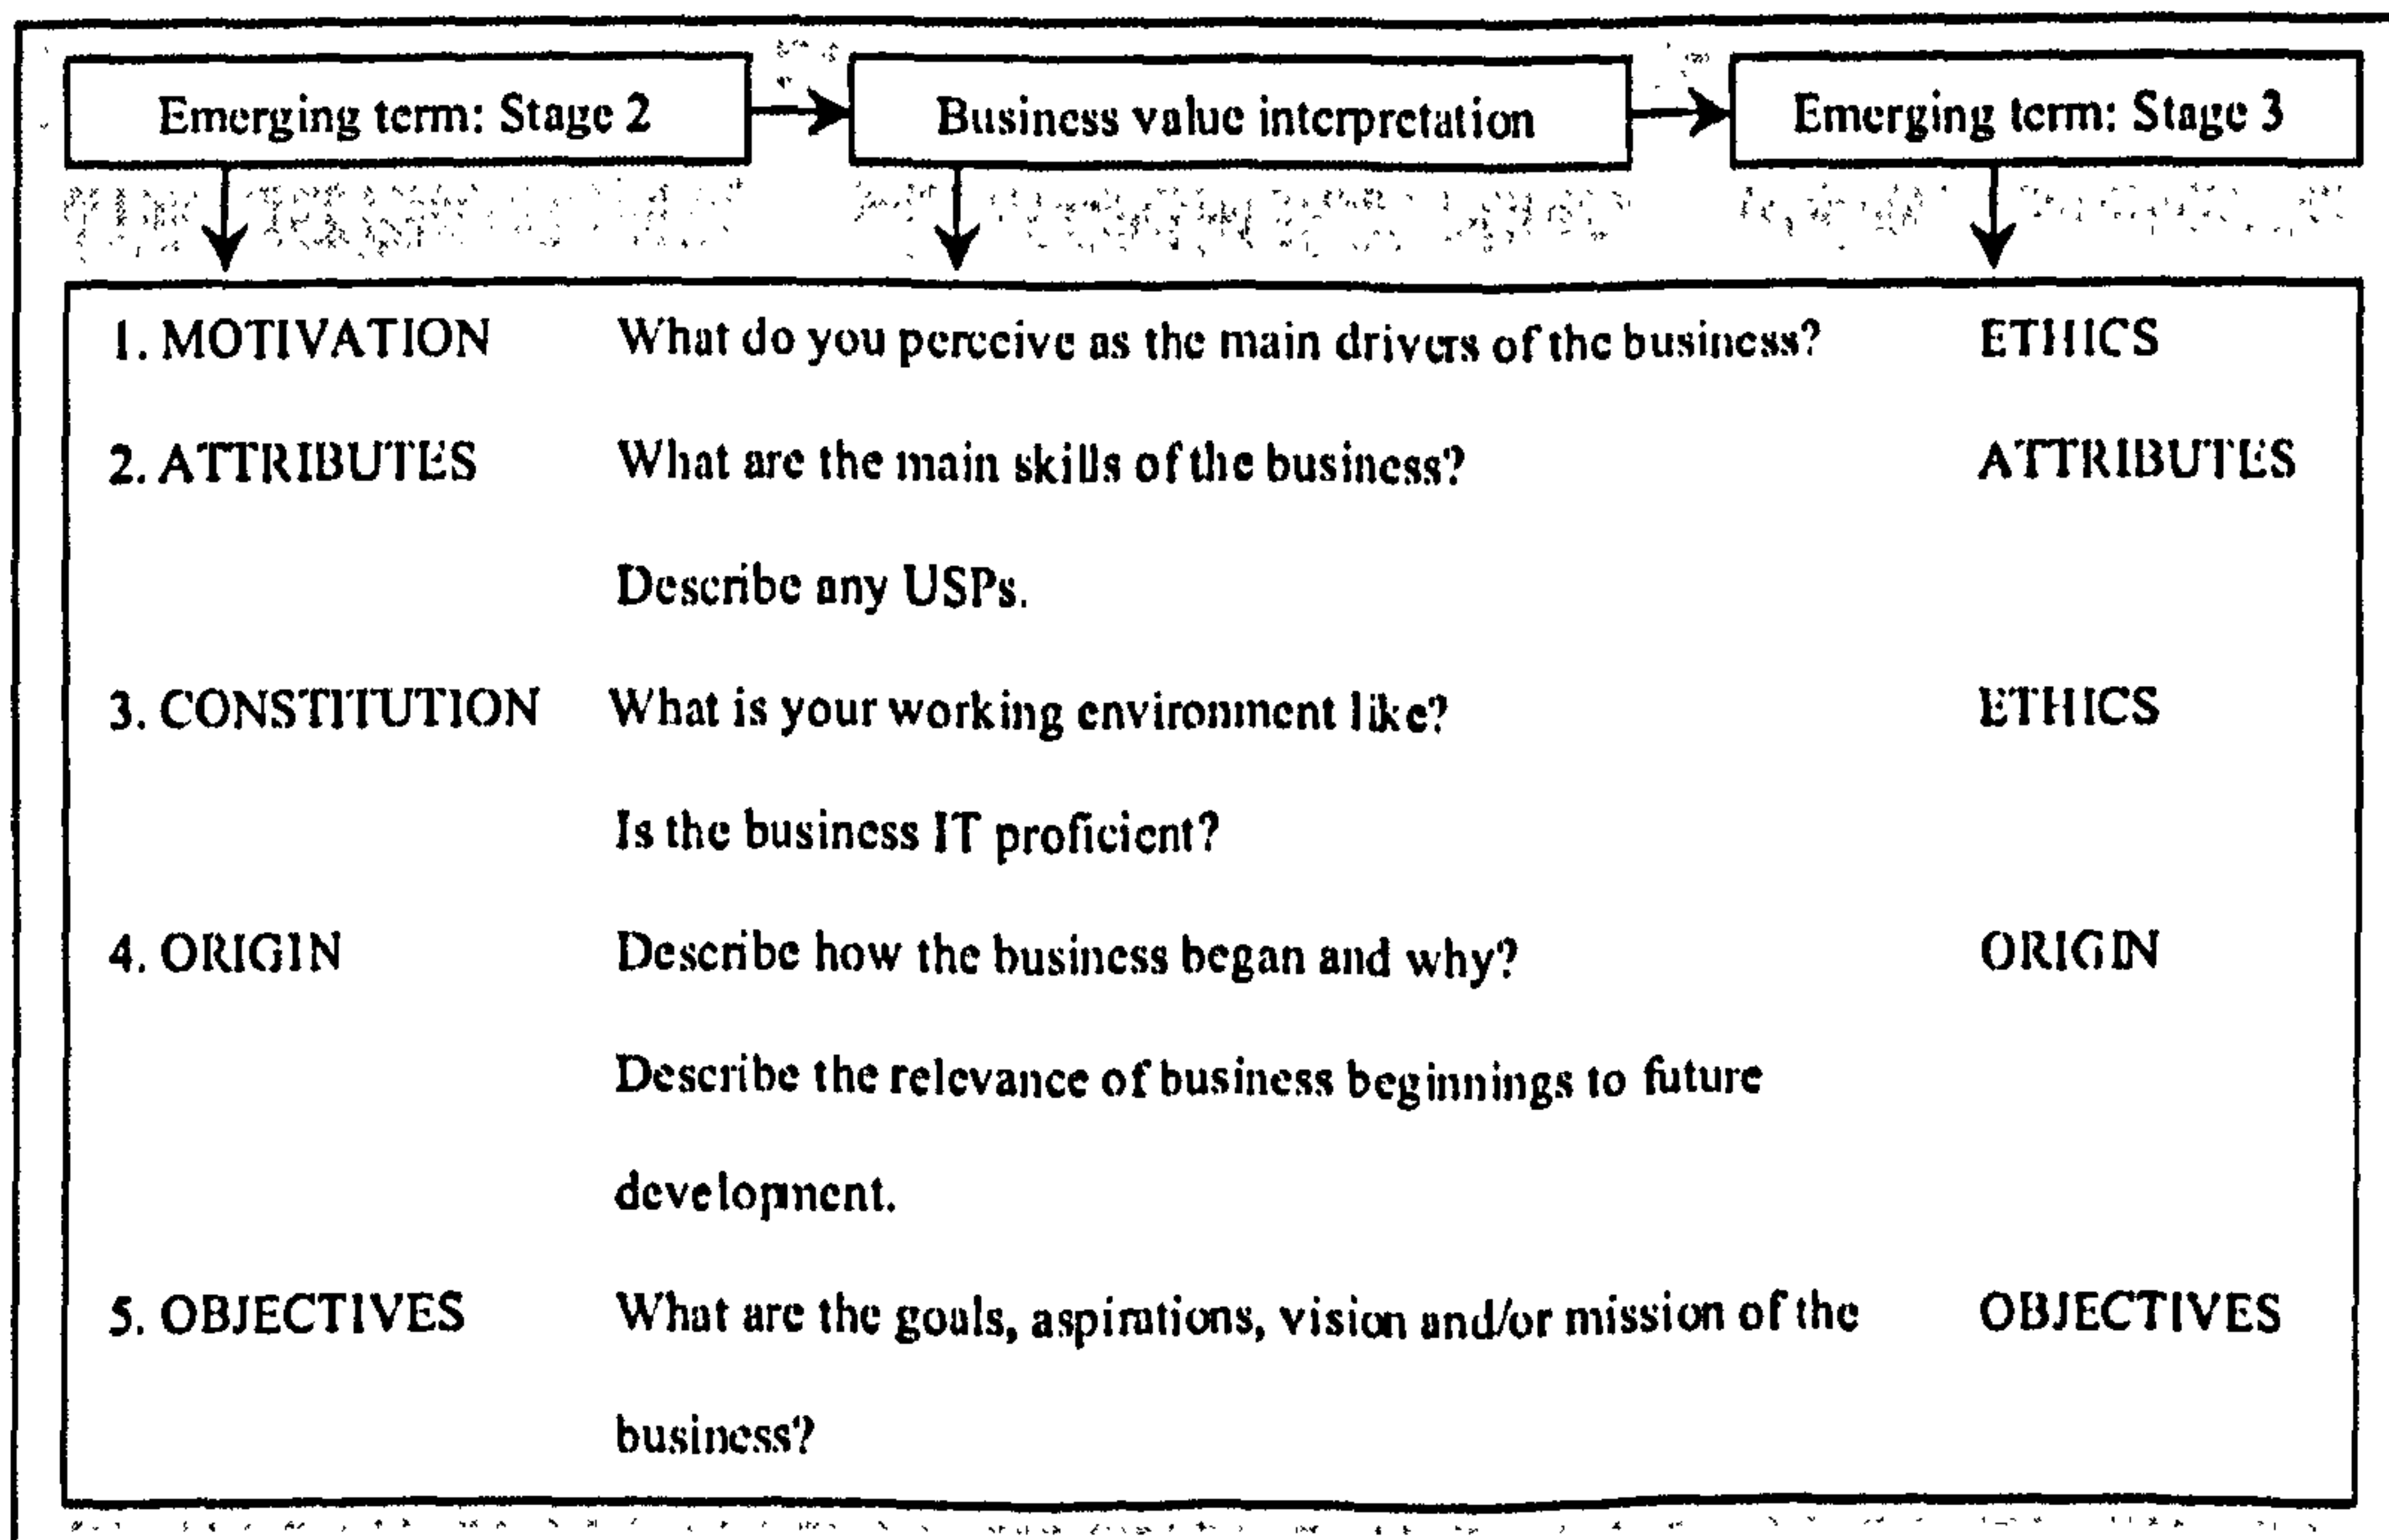 Emerging term: Stage 2 Business value interpretation Emerging term: Stage 3
1. MOTIVATION What do you perceive as the main drivers of the business? ETHICS
2. ATTRIBUTES What are the main skills of the business? ATTRIBUTES
Describe any USPs.
3. CONSTITUTION What is your working environment like? ETHICS
Is the business IT proficient?
4. ORIGIN Describe how the business began and why? ORIGIN
Describe the relevance of business beginnings to future
development.
5. OBJECTIVES What are the goals, aspirations, vision and/or mission of the OBJECTIVES
business?